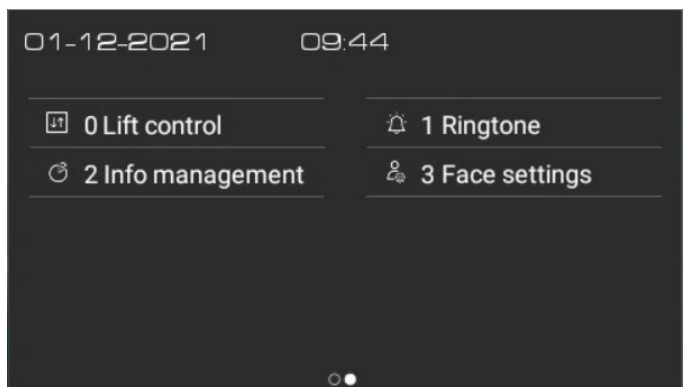 01-12-2021 09:44
0 Lift control
1 Ringtone
2 Info management
3 Face settings